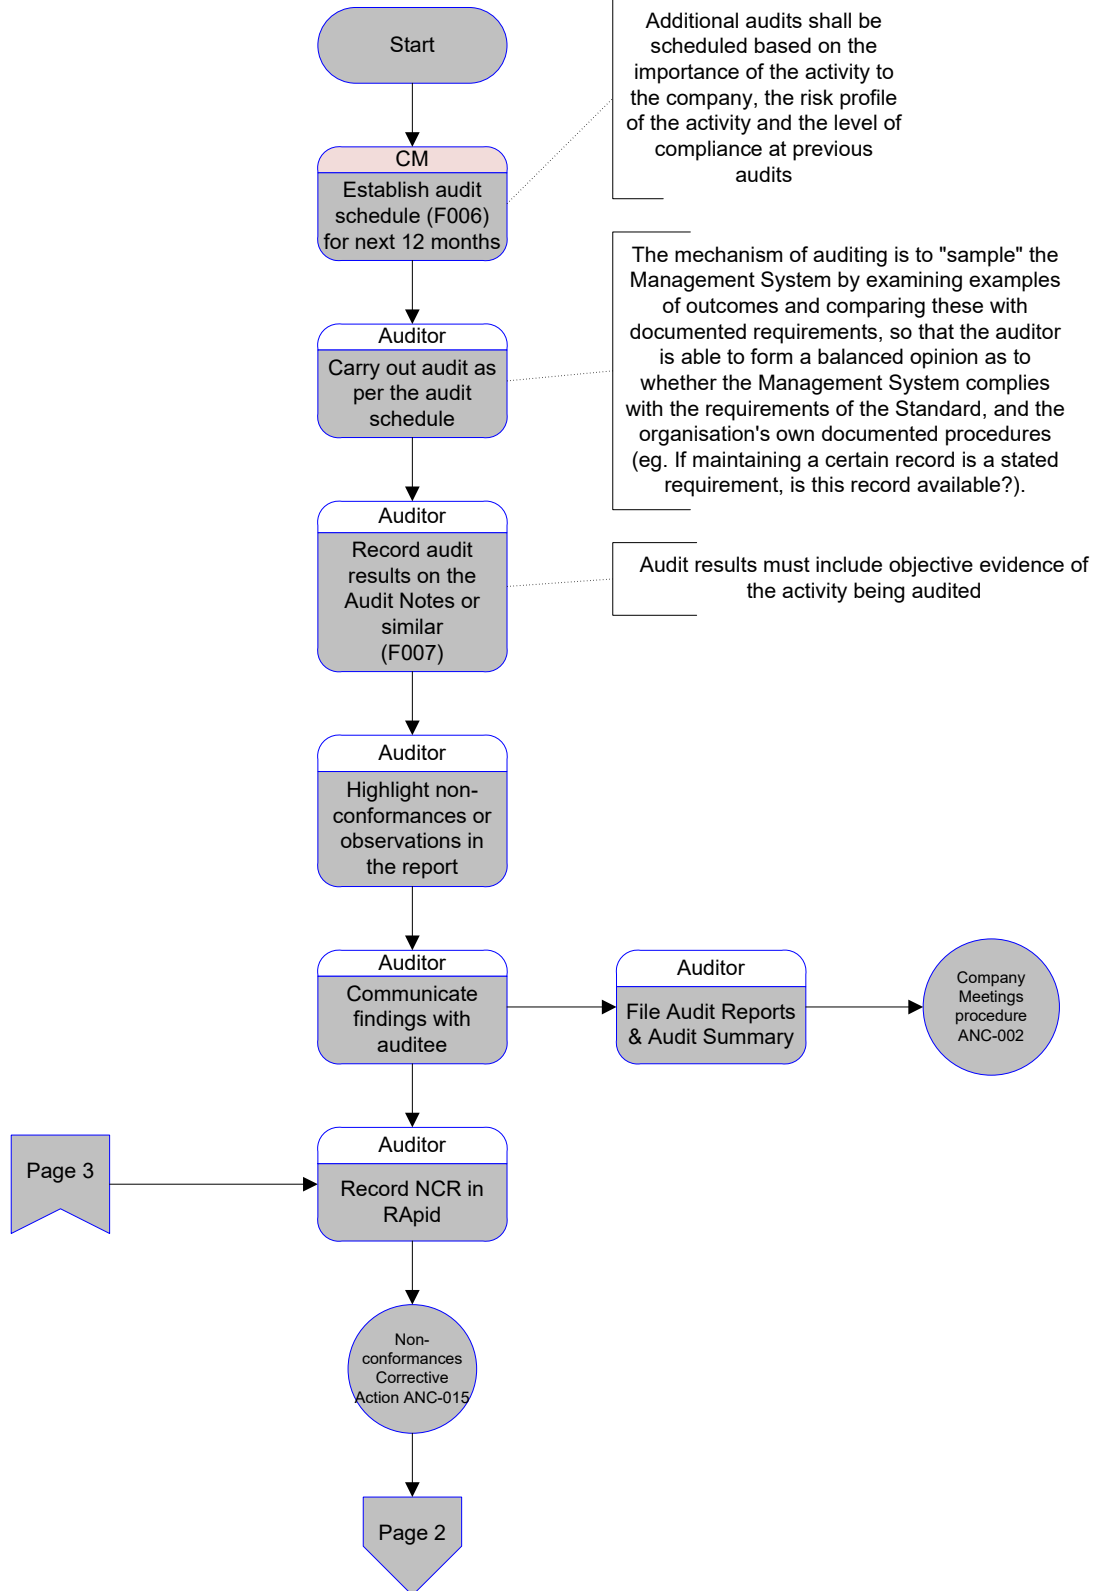 Start
Additional audits shall be
scheduled based on the
importance of the activity to
the company, the risk profile
of the activity and the level of
compliance at previous
audits
CM
Establish audit
schedule (F006)
for next 12 months
The mechanism of auditing is to "sample" the
Management System by examining examples
of outcomes and comparing these with
documented requirements, so that the auditor
is able to form a balanced opinion as to
whether the Management System complies
with the requirements of the Standard, and the
organisation's own documented procedures
(eg. If maintaining a certain record is a stated
requirement, is this record available?).
Auditor
Carry out audit as
per the audit
schedule
Auditor
Record audit
results on the
Audit Notes or
similar
(F007)
Audit results must include objective evidence of
the activity being audited
Auditor
Highlight non-
conformances or
observations in
the report
Auditor
Communicate
findings with
auditee
Auditor
File Audit Reports
& Audit Summary
Company
Meetings
procedure
ANC-002
Page 3
Auditor
Record NCR in
RApid
Non-
conformances
Corrective
Action ANC-015
Page 2